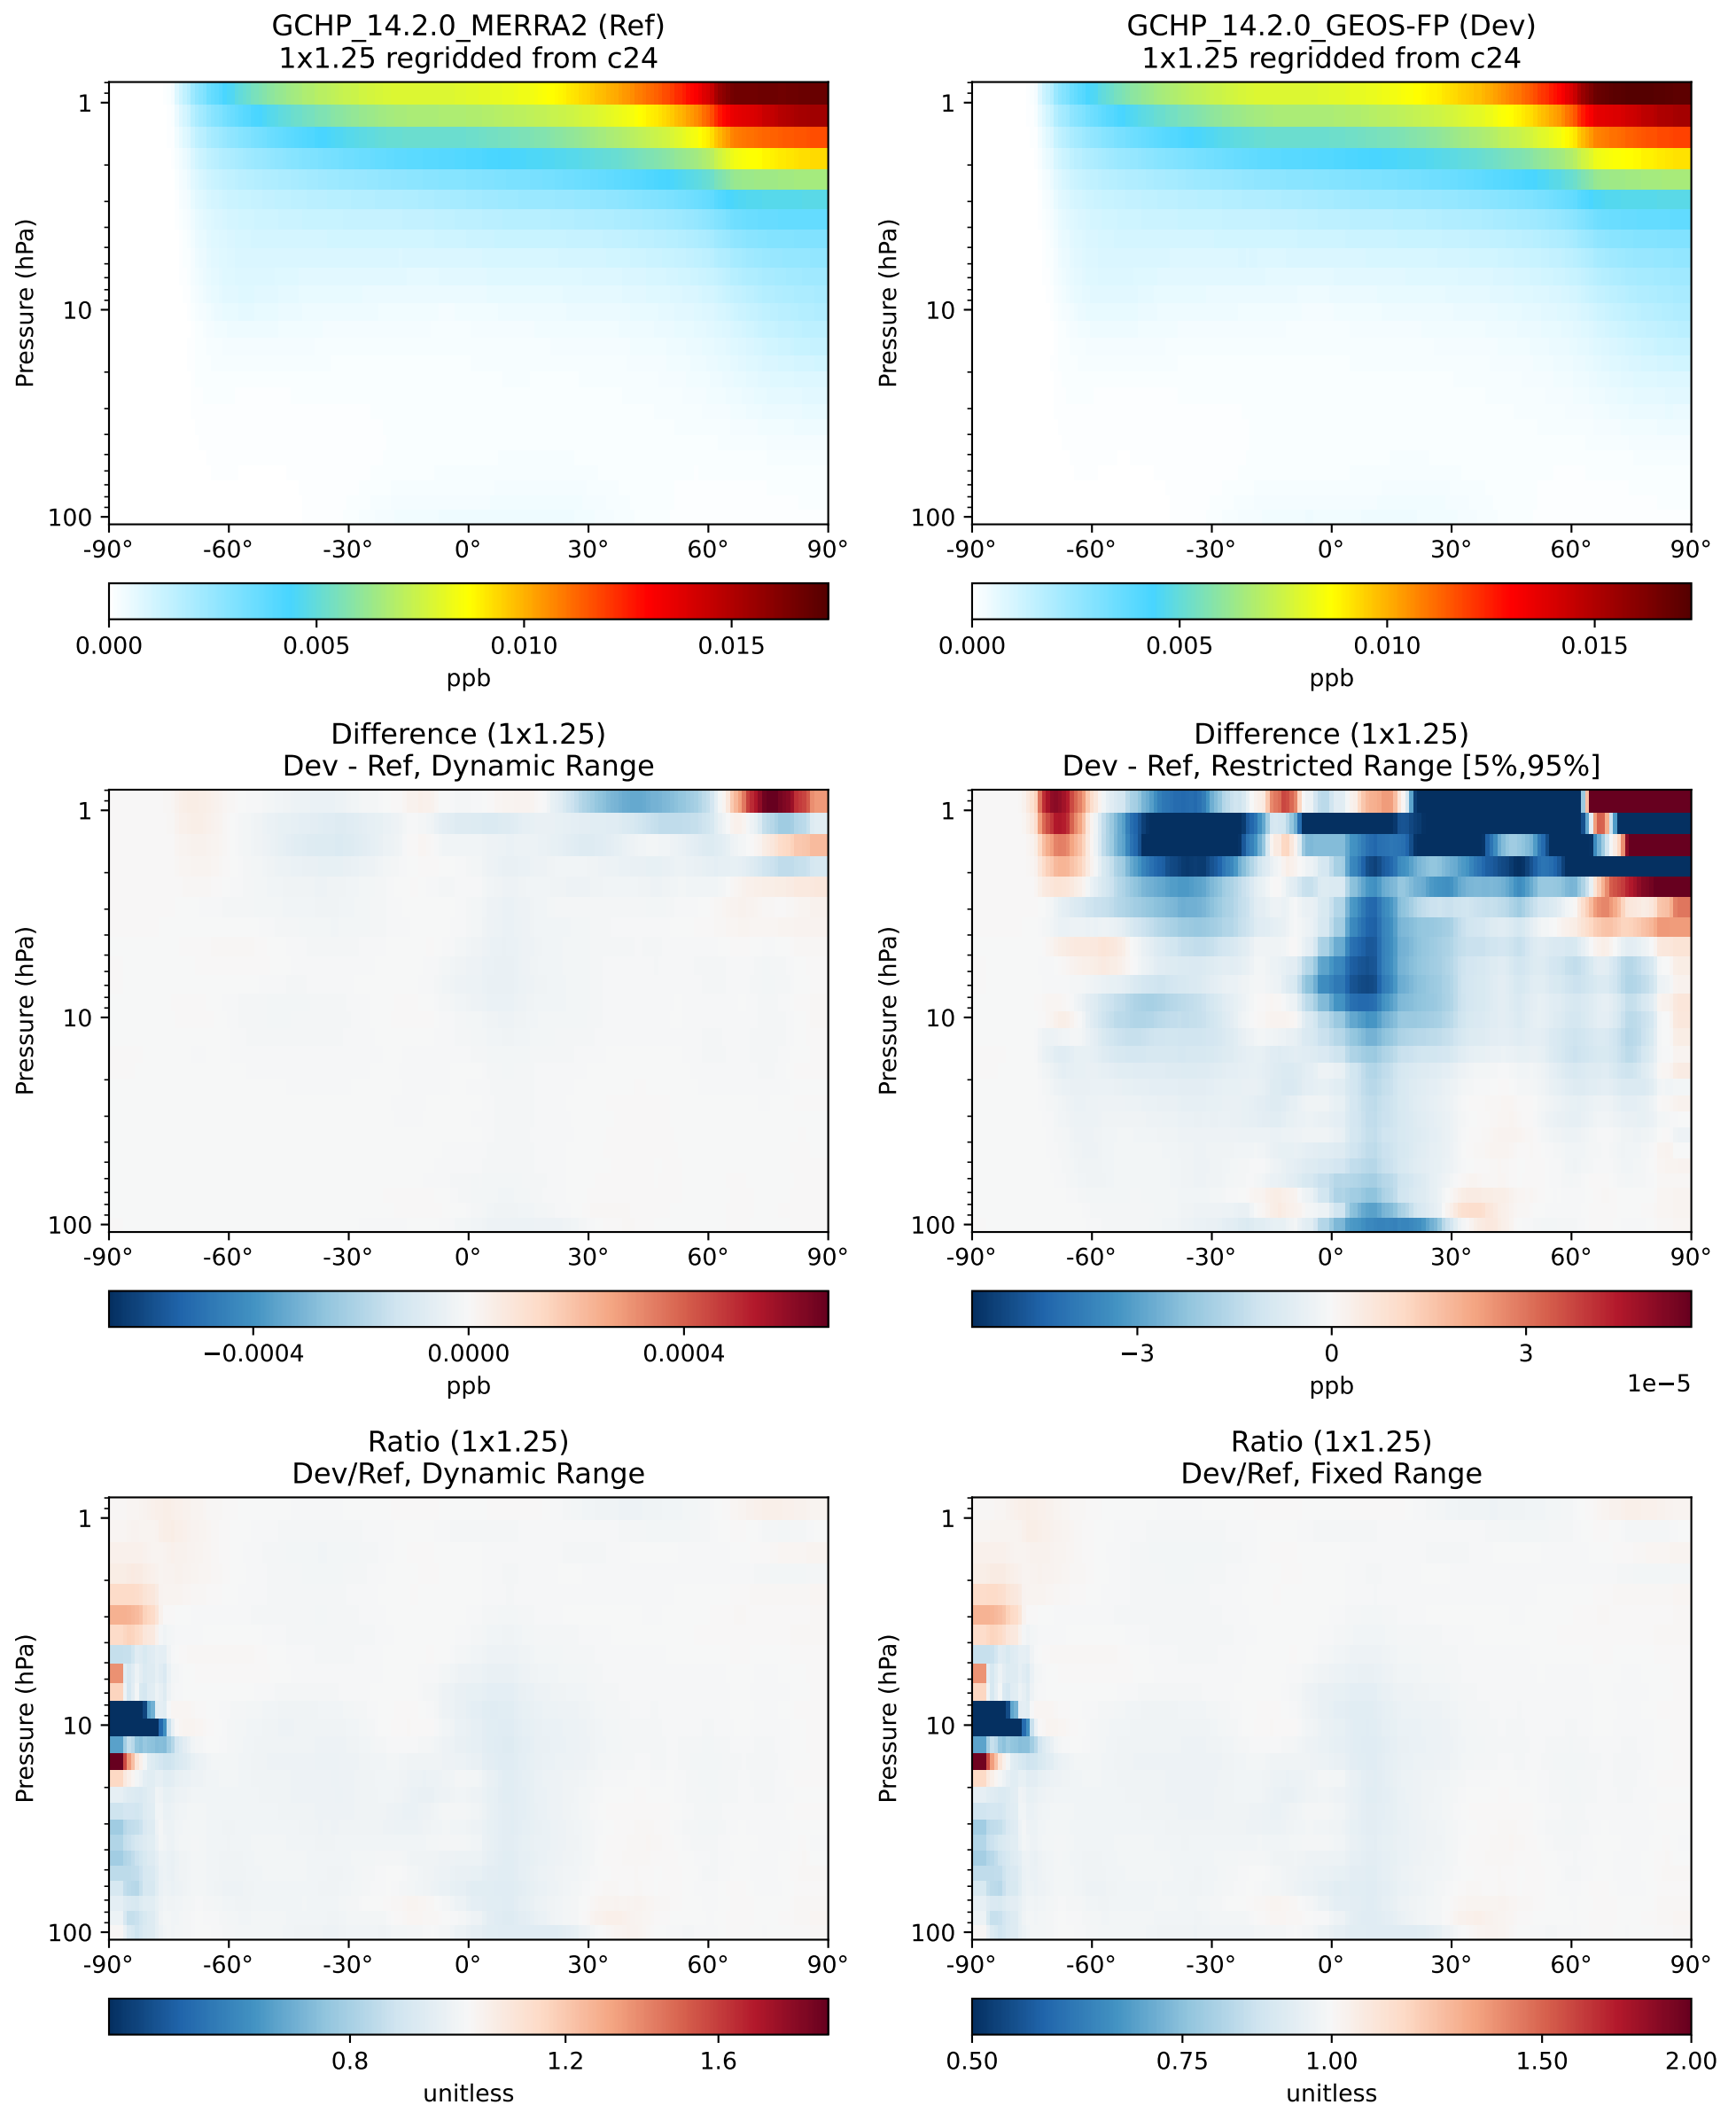 GCHP_14.2.0_MERRA2 (Ref)
1x1.25 regridded from c24
Pressure (hPa)
1
10
100
-90° -60° -30° 0° 30° 60° 90°
0.000 0.005 0.010 0.015
ppb
GCHP_14.2.0_GEOS-FP (Dev)
1x1.25 regridded from c24
Pressure (hPa)
1
10
100
-90° -60° -30° 0° 30° 60° 90°
0.000 0.005 0.010 0.015
ppb
Difference (1x1.25)
Dev - Ref, Dynamic Range
Pressure (hPa)
1
10
100
-90° -60° -30° 0° 30° 60° 90°
−0.0004 0.0000 0.0004
ppb
Difference (1x1.25)
Dev - Ref, Restricted Range [5%,95%]
Pressure (hPa)
1
10
100
-90° -60° -30° 0° 30° 60° 90°
−3 0 3
ppb
1e−5
Ratio (1x1.25)
Dev/Ref, Dynamic Range
Pressure (hPa)
1
10
100
-90° -60° -30° 0° 30° 60° 90°
0.8 1.2 1.6
unitless
Ratio (1x1.25)
Dev/Ref, Fixed Range
Pressure (hPa)
1
10
100
-90° -60° -30° 0° 30° 60° 90°
0.50 0.75 1.00 1.50 2.00
unitless